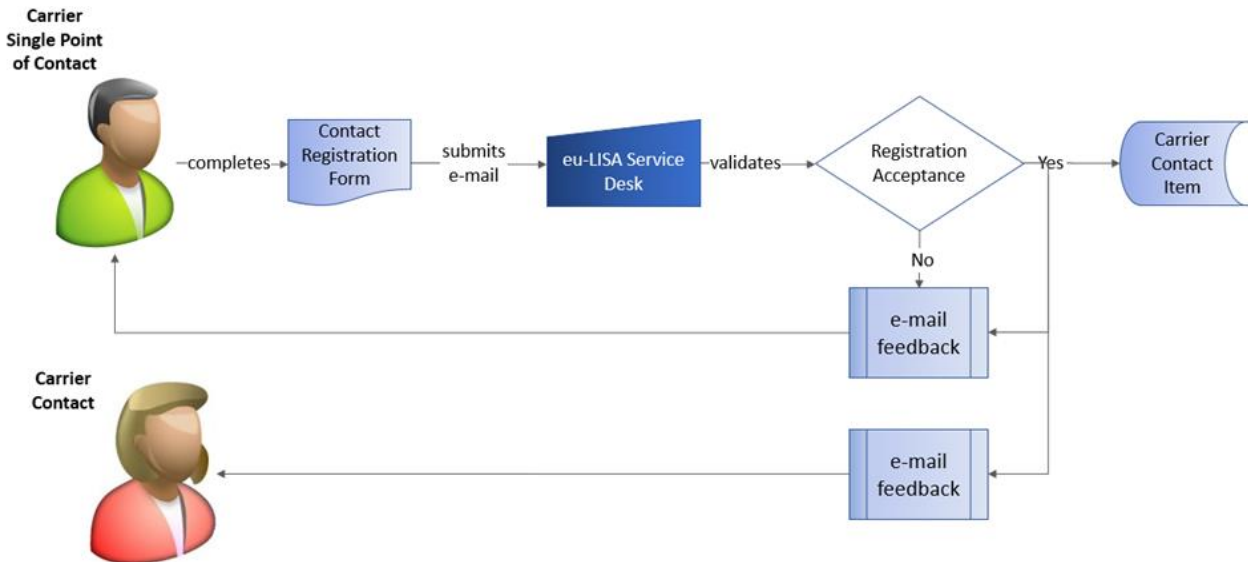 Carrier
Single Point
of Contact
completes
Contact
Registration
Form
submits
e-mail
eu-LISA Service
Desk
validates
Registration
Acceptance
Yes
Carrier
Contact
Item
No
e-mail
feedback
Carrier
Contact
e-mail
feedback